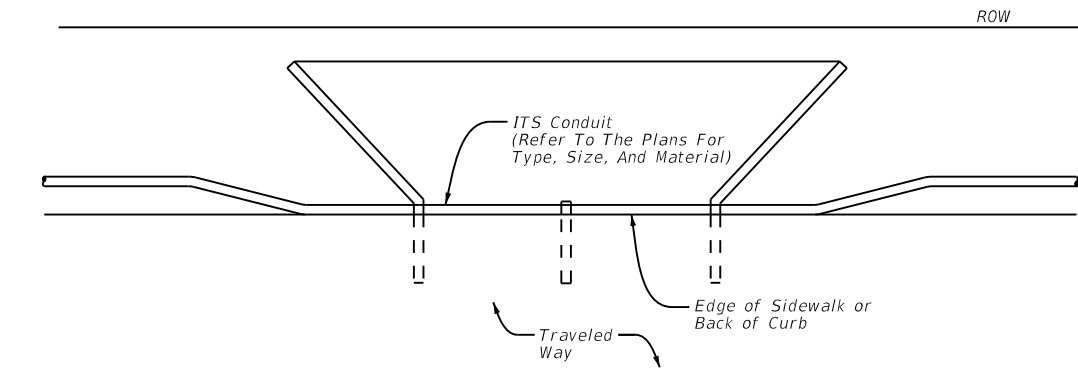 ROW
ITS Conduit
(Refer To The Plans For
Type, Size, And Material)
Edge of Sidewalk or
Back of Curb
Traveled
Way